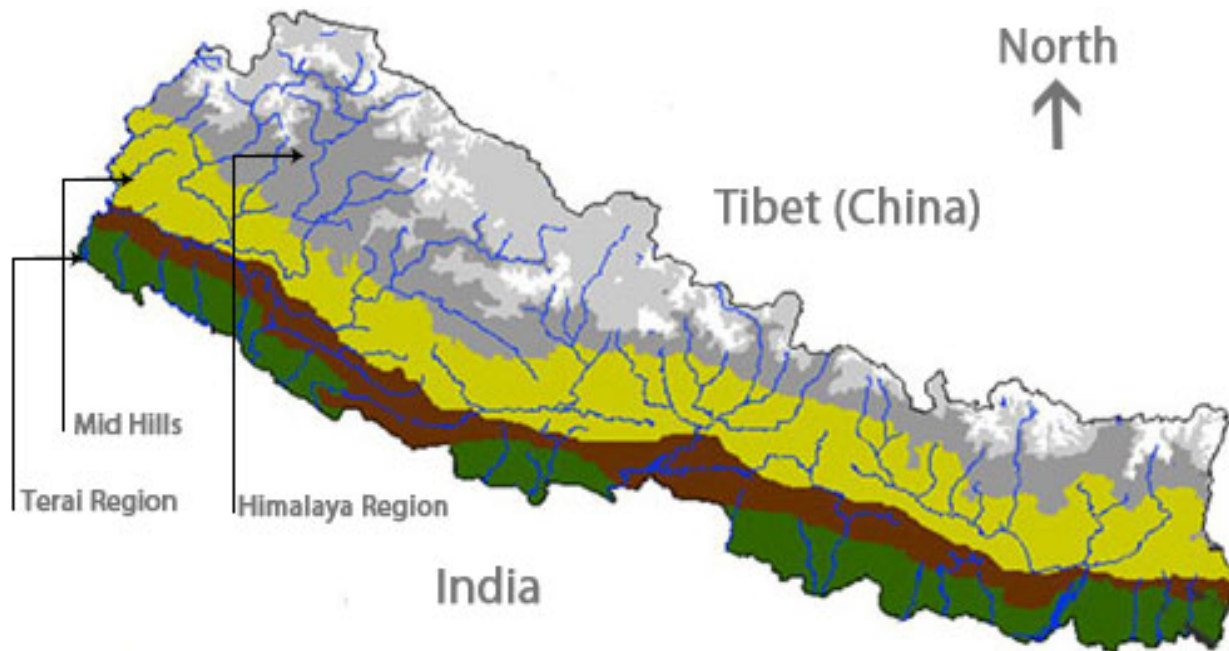 North
Tibet (China)
Mid Hills
Terai Region
Himalaya Region
India